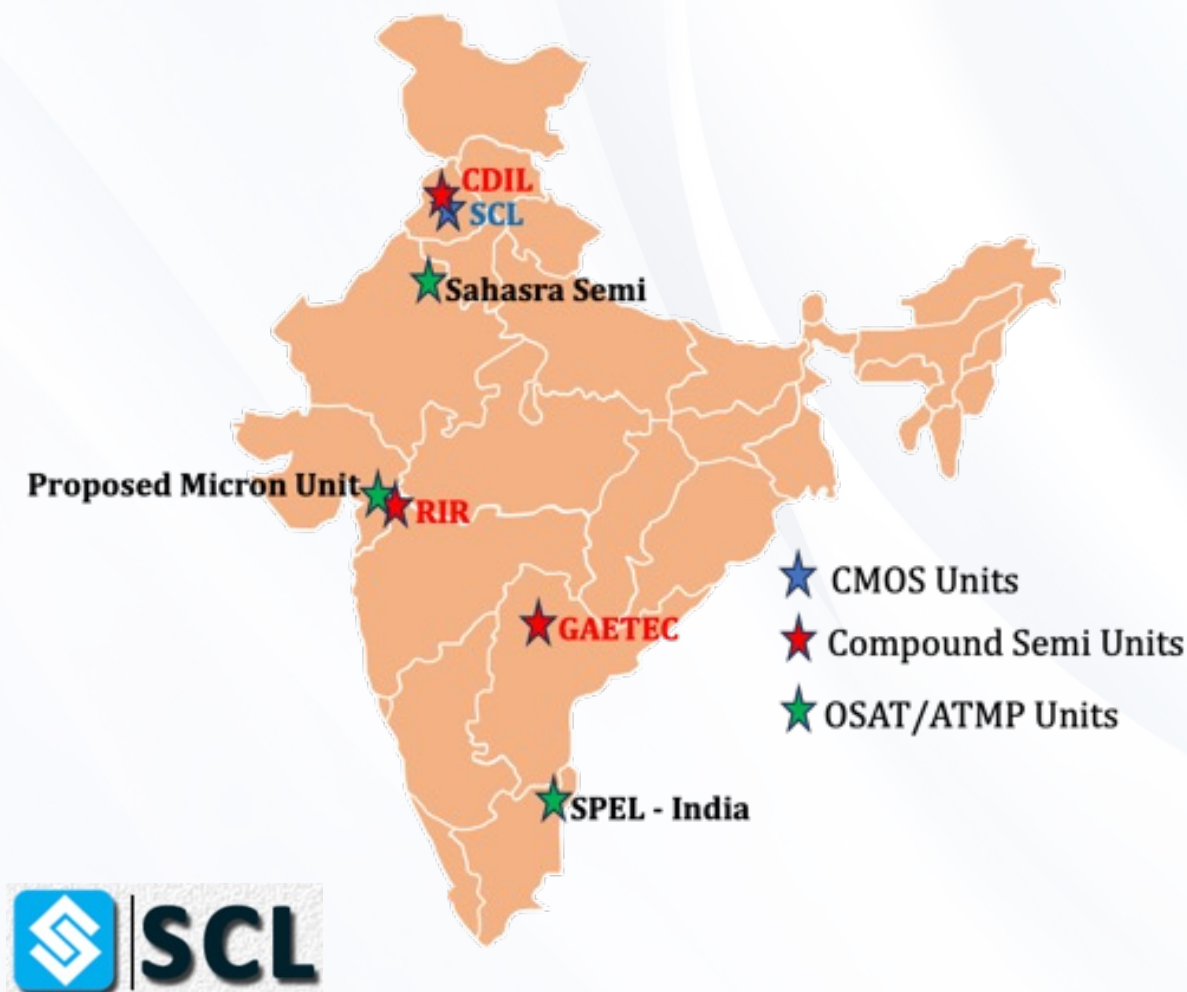 CDIL
SCL
Sahasra Semi
Proposed Micron Unit
RIR
CMOS Units
GAETEC
Compound Semi Units
OSAT/ATMP Units
SPEL - India
SCL